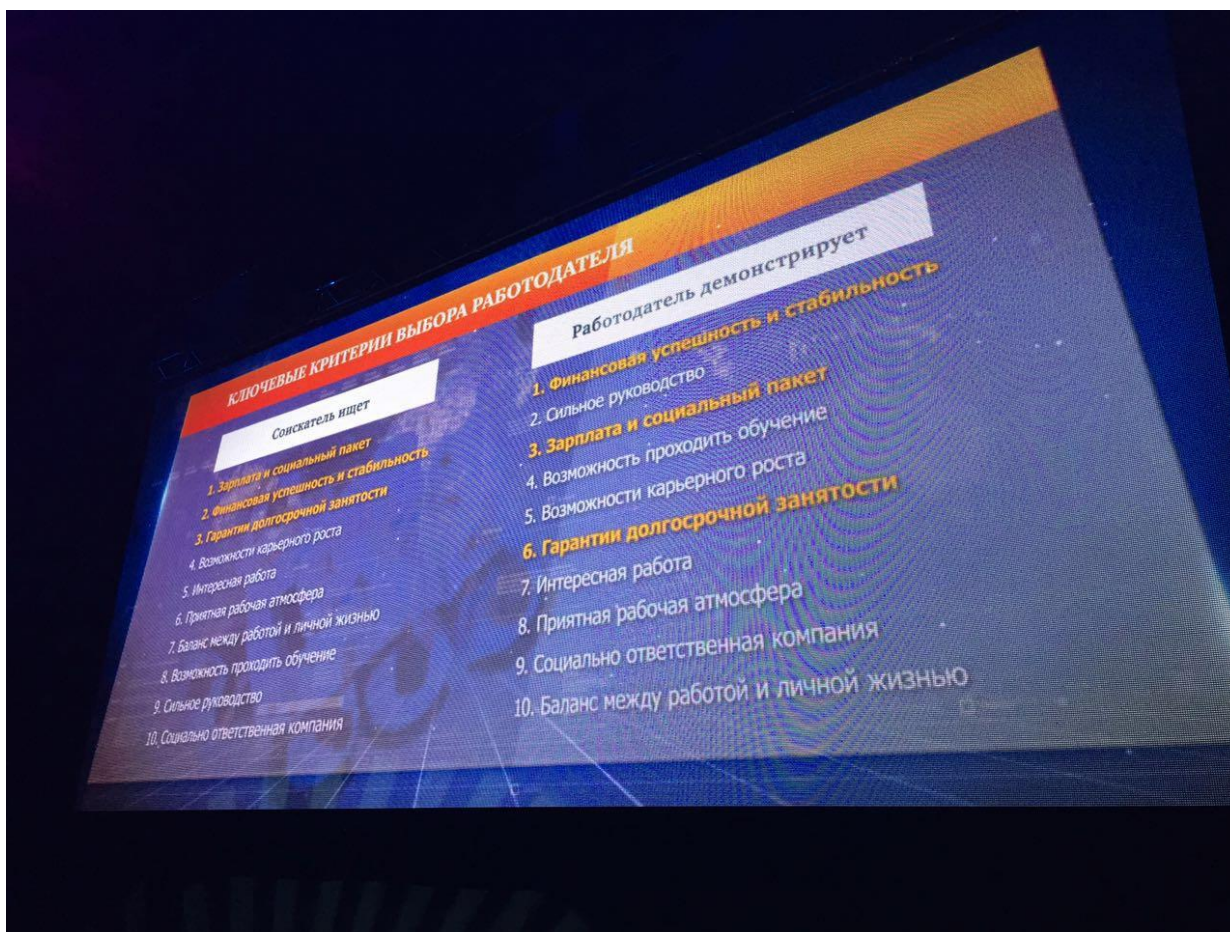 КЛЮЧЕВЫЕ КРИТЕРИИ ВЫБОРА РАБОТОДАТЕЛЯ
Соискатель ищет
1. Зарплата и социальный пакет
2. Финансовая успешность и стабильность
3. Гарантии долгосрочной занятости
4. Возможности карьерного роста
5. Интересная работа
6. Приятная рабочая атмосфера
7. Баланс между работой и личной жизнью
8. Возможность проходить обучение
9. Сильное руководство
10. Социально ответственная компания
Работодатель демонстрирует
1. Финансовая успешность и стабильность
2. Сильное руководство
3. Зарплата и социальный пакет
4. Возможность проходить обучение
5. Возможности карьерного роста
6. Гарантии долгосрочной занятости
7. Интересная работа
8. Приятная рабочая атмосфера
9. Социально ответственная компания
10. Баланс между работой и личной жизнью